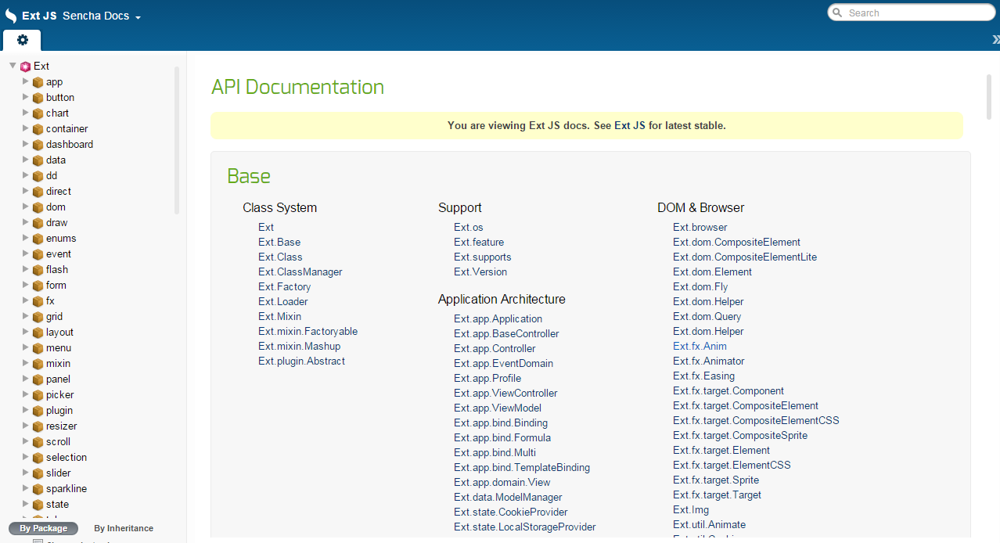 Ext JS Sencha Docs
Search
Ext
app
button
chart
container
dashboard
data
dd
direct
dom
draw
enums
event
flash
form
fx
grid
layout
menu
mixin
panel
picker
plugin
resizer
scroll
selection
slider
sparkline
state
By Package By Inheritance
API Documentation
You are viewing Ext JS docs. See Ext JS for latest stable.
Base
Class System
Ext
Ext.Base
Ext.Class
Ext.ClassManager
Ext.Factory
Ext.Loader
Ext.Mixin
Ext.mixin.Factoryable
Ext.mixin.Mashup
Ext.plugin.Abstract
Support
Ext.os
Ext.feature
Ext.supports
Ext.Version
Application Architecture
Ext.app.Application
Ext.app.BaseController
Ext.app.Controller
Ext.app.EventDomain
Ext.app.Profile
Ext.app.ViewController
Ext.app.ViewModel
Ext.app.bind.Binding
Ext.app.bind.Formula
Ext.app.bind.Multi
Ext.app.bind.TemplateBinding
Ext.app.domain.View
Ext.data.ModelManager
Ext.state.CookieProvider
Ext.state.LocalStorageProvider
DOM & Browser
Ext.browser
Ext.dom.CompositeElement
Ext.dom.CompositeElementLite
Ext.dom.Element
Ext.dom.Fly
Ext.dom.Helper
Ext.dom.Query
Ext.dom.Helper
Ext.fx.Anim
Ext.fx.Animator
Ext.fx.Easing
Ext.fx.target.Component
Ext.fx.target.CompositeElement
Ext.fx.target.CompositeElementCSS
Ext.fx.target.CompositeSprite
Ext.fx.target.Element
Ext.fx.target.ElementCSS
Ext.fx.target.Sprite
Ext.fx.target.Target
Ext.Img
Ext.util.Animate